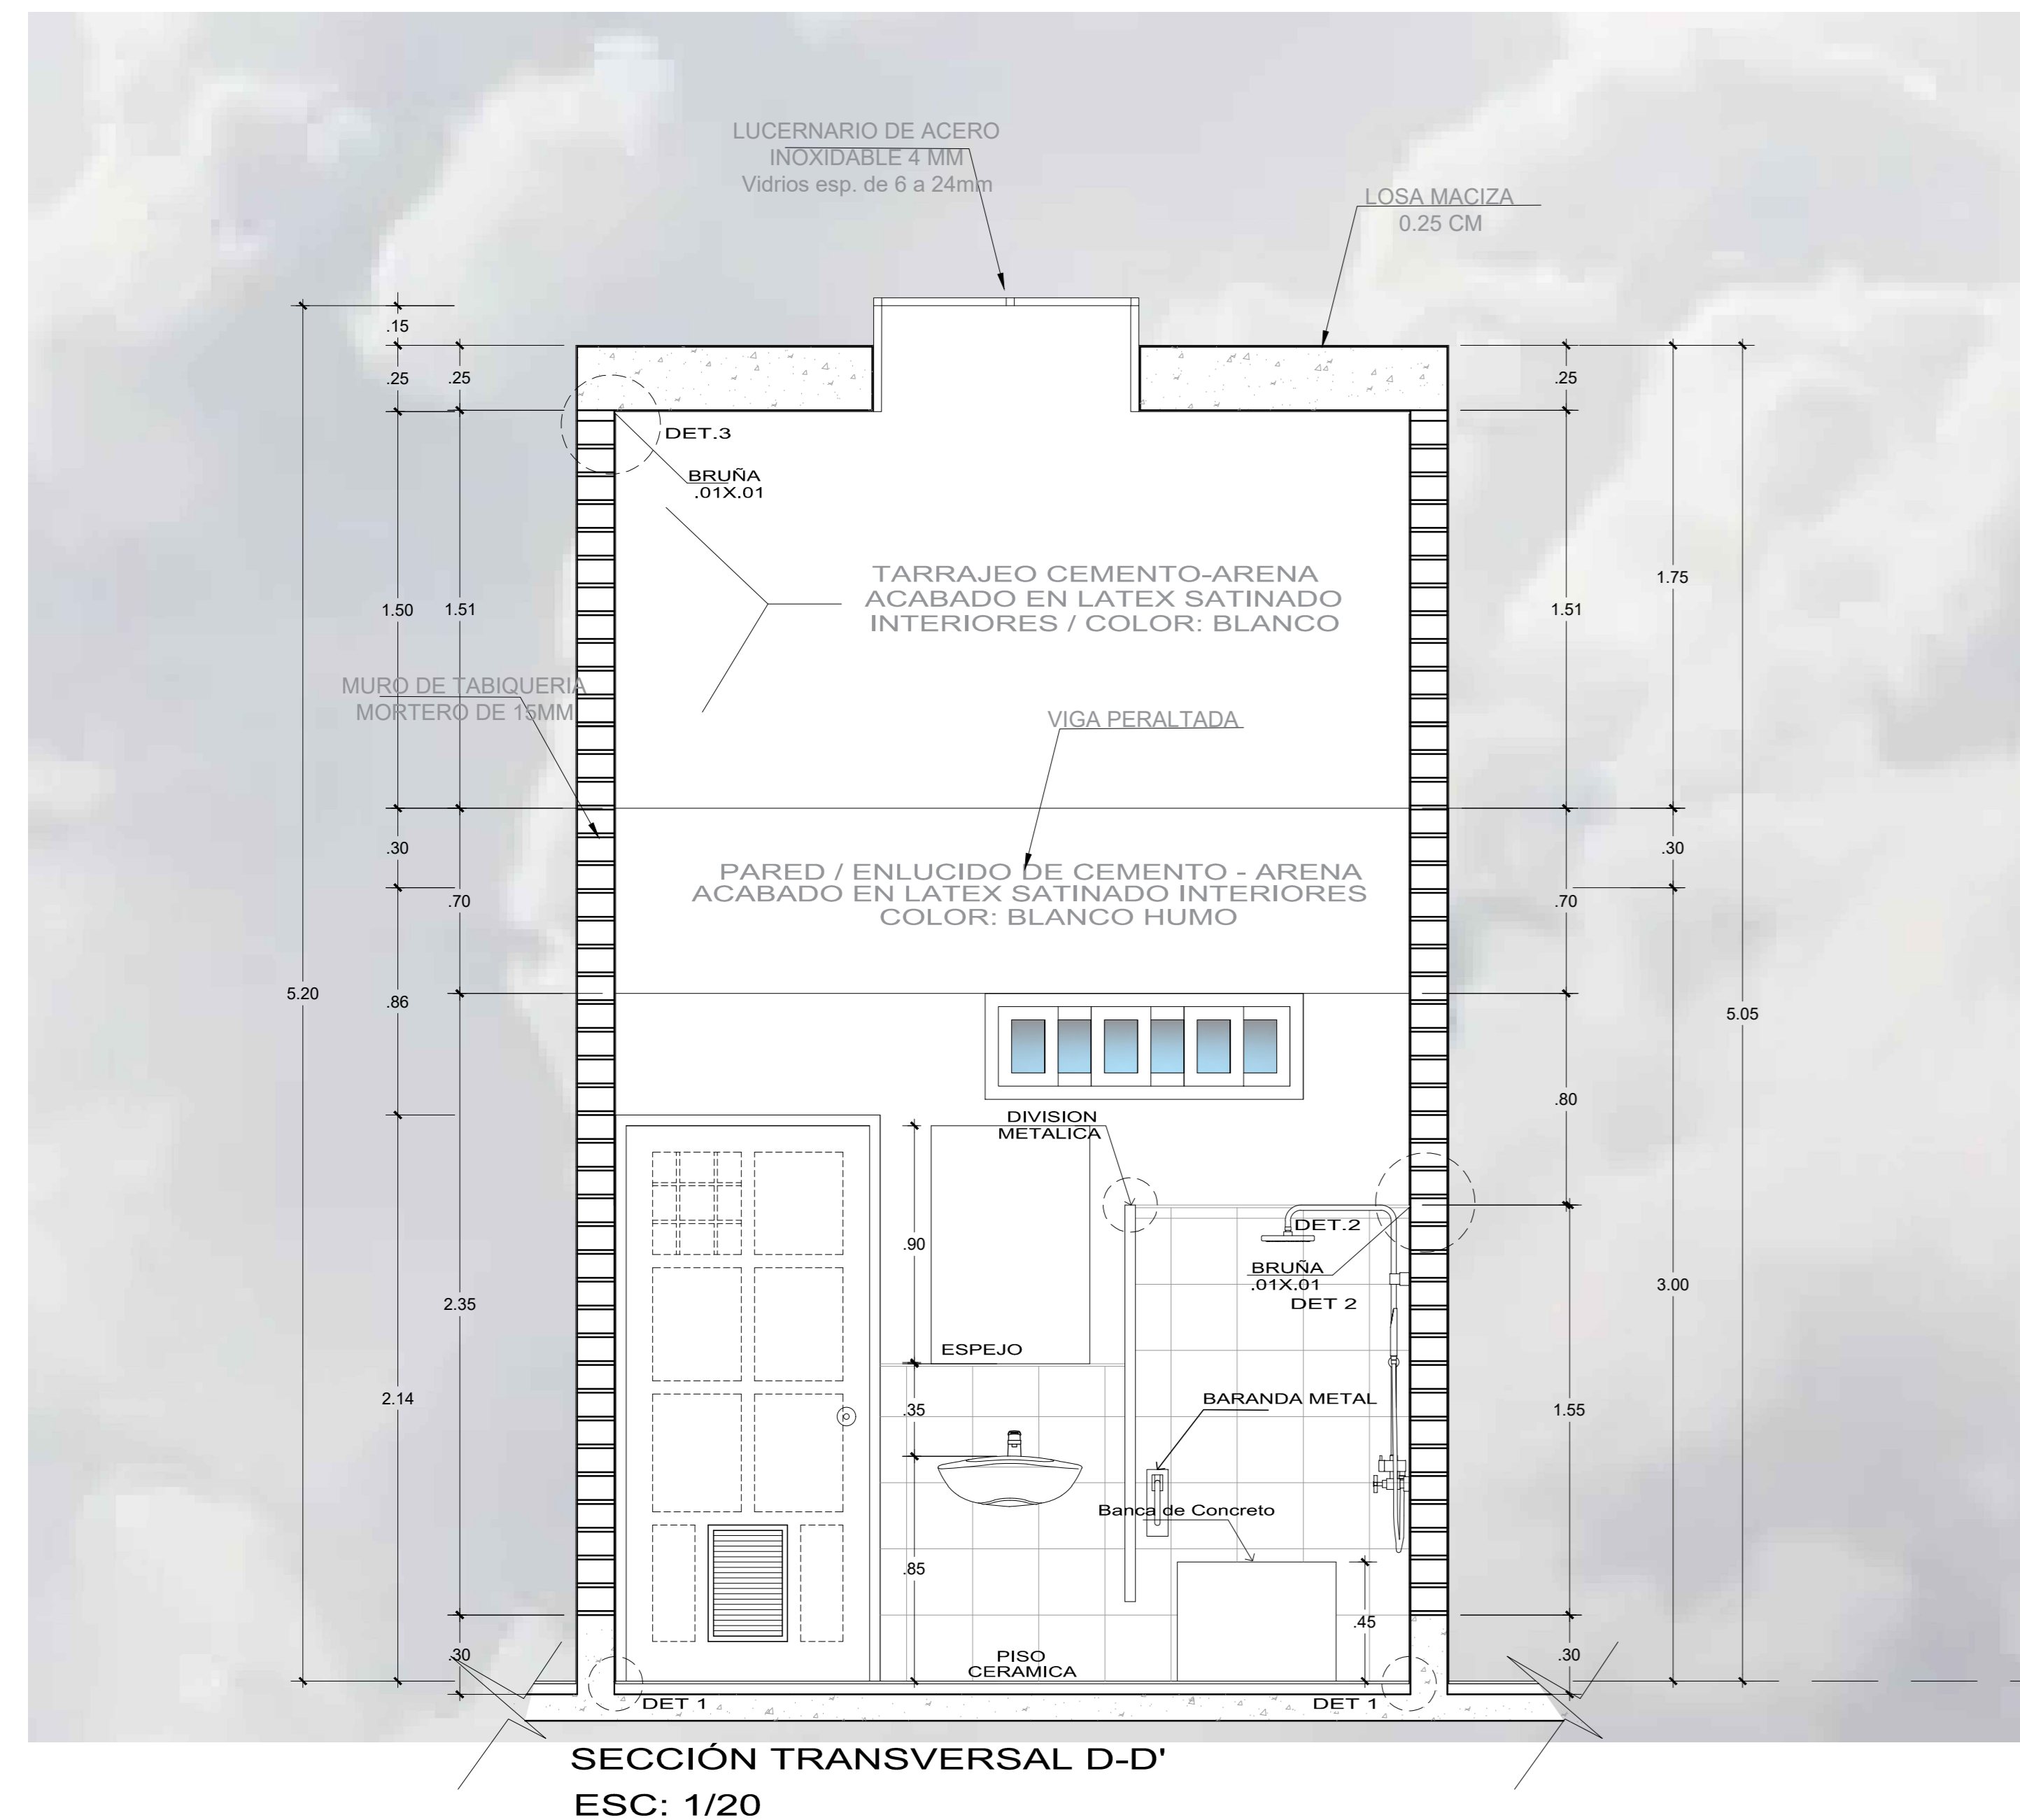 LUCERNARIO DE ACERO
INOXIDABLE 4 MM
Vidrios esp. de 6 a 24mm
LOSA MACIZA
0.25 CM
.15
.25
.25
.25
DET.3
BRUÑA
.01X.01
TARRAJEO CEMENTO-ARENA
ACABADO EN LATEX SATINADO
INTERIORES / COLOR: BLANCO
1.50
1.51
1.51
1.75
MURO DE TABIQUERIA
MORTERO DE 15MM
VIGA PERALTADA
.30
.30
PARED / ENLUCIDO DE CEMENTO - ARENA
ACABADO EN LATEX SATINADO INTERIORES
COLOR: BLANCO HUMO
.70
.70
5.20
.86
5.05
.80
DIVISION
METALICA
DET.2
.90
BRUÑA
.01X.01
DET 2
2.35
3.00
ESPEJO
2.14
.35
BARANDA METAL
1.55
Banca de Concreto
.85
.45
.30
PISO
CERAMICA
.30
DET 1
DET 1
SECCIÓN TRANSVERSAL D-D'
ESC: 1/20